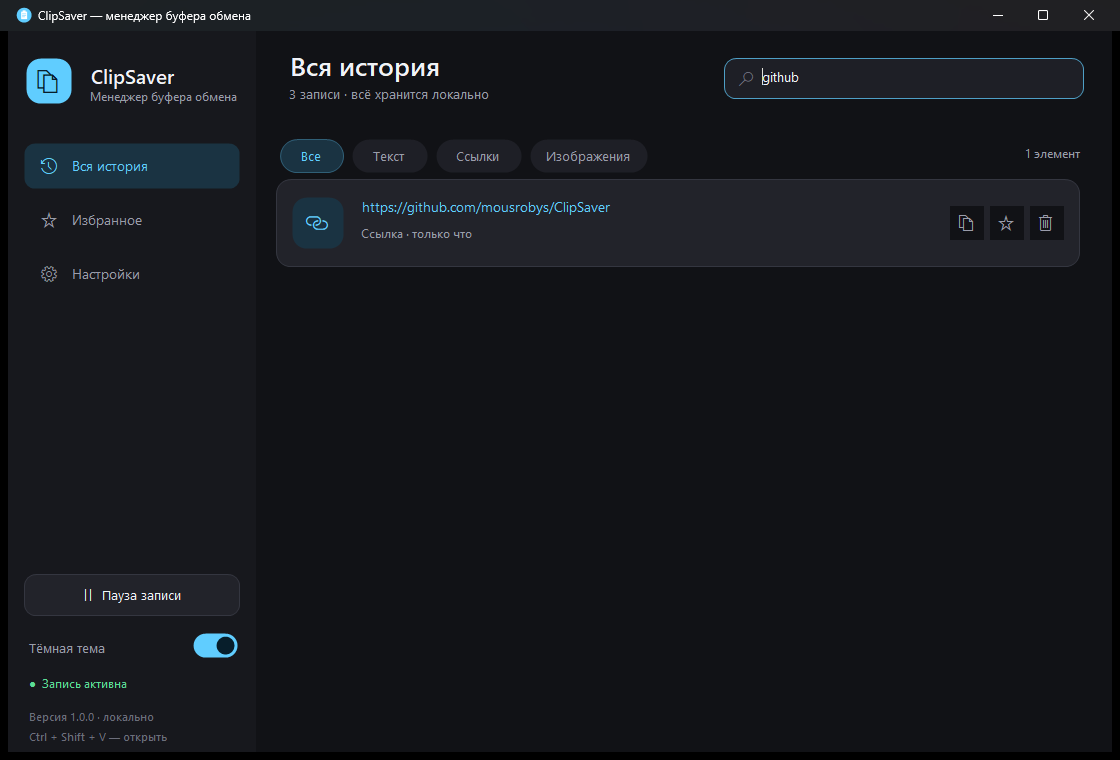 ClipSaver — менеджер буфера обмена
ClipSaver
Менеджер буфера обмена
Вся история
Избранное
Настройки
Пауза записи
Тёмная тема
Запись активна
Версия 1.0.0 · локально
Ctrl + Shift + V — открыть
Вся история
3 записи · всё хранится локально
github
Все
Текст
Ссылки
Изображения
1 элемент
https://github.com/mousrobys/ClipSaver
Ссылка · только что